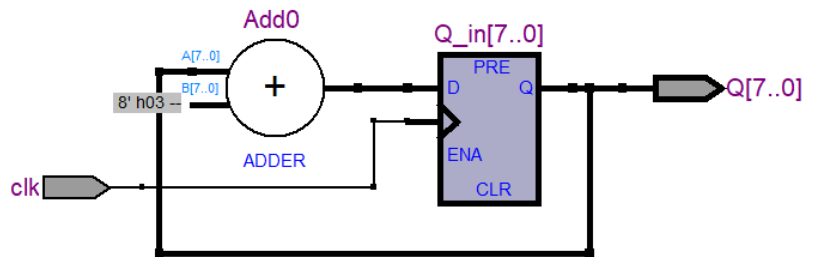 Add0
Q_in[7..0]
A[7..0]
B[7..0]
8' h03 --
+
PRE
D
Q
Q[7..0]
ENA
ADDER
CLR
clk